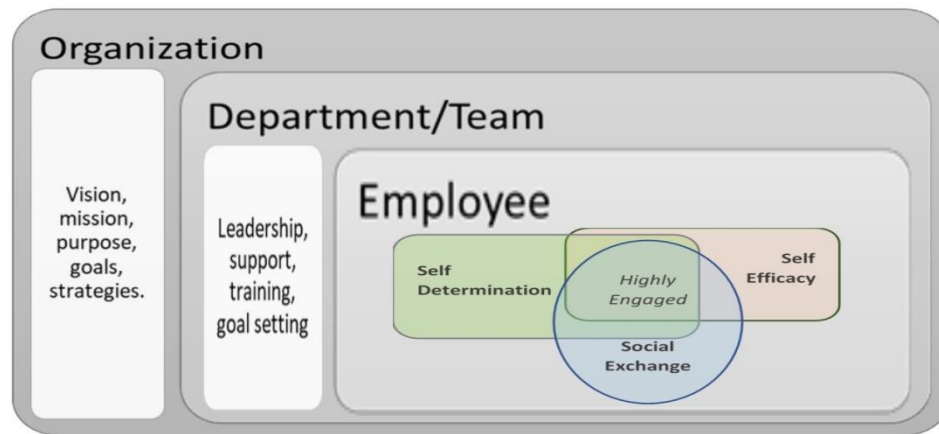 Organization
Vision,
mission,
purpose,
goals,
strategies.
Department/Team
Leadership,
support,
training,
goal setting
Employee
Self
Determination
Highly
Engaged
Self
Efficacy
Social
Exchange